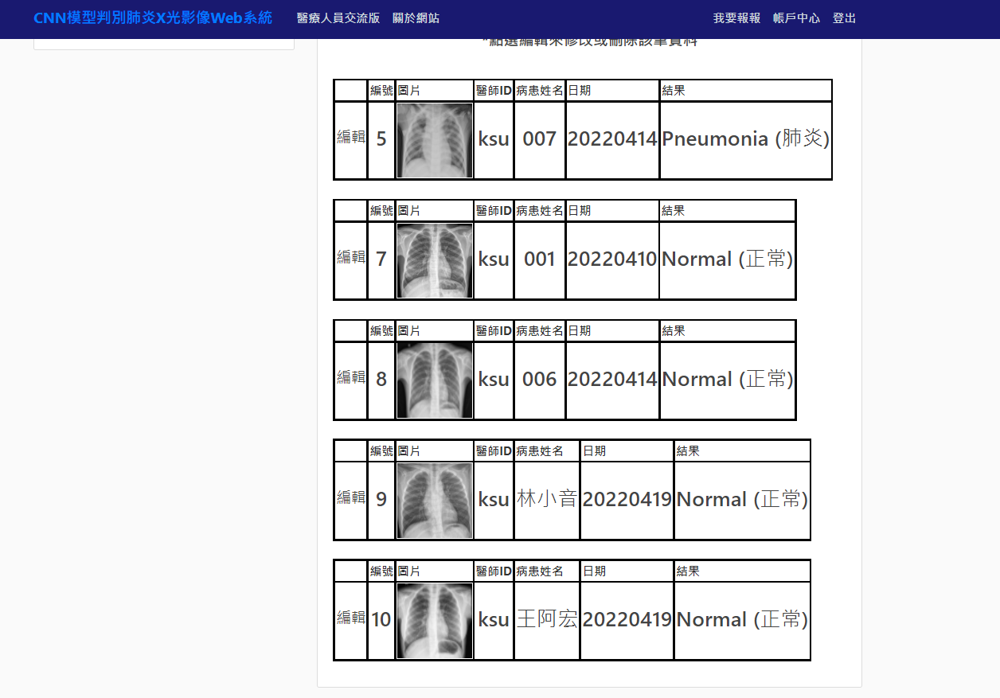 CNN模型判別肺炎X光影像Web系統 醫療人員交流版 關於網站 我要報報 帳戶中心 登出
*點選編輯來修改或刪除該筆資料
編號 圖片 醫師ID 病患姓名 日期 結果
編輯 5 ksu 007 20220414 Pneumonia (肺炎)
編號 圖片 醫師ID 病患姓名 日期 結果
編輯 7 ksu 001 20220410 Normal (正常)
編號 圖片 醫師ID 病患姓名 日期 結果
編輯 8 ksu 006 20220414 Normal (正常)
編號 圖片 醫師ID 病患姓名 日期 結果
編輯 9 ksu 林小音 20220419 Normal (正常)
編號 圖片 醫師ID 病患姓名 日期 結果
編輯 10 ksu 王阿宏 20220419 Normal (正常)